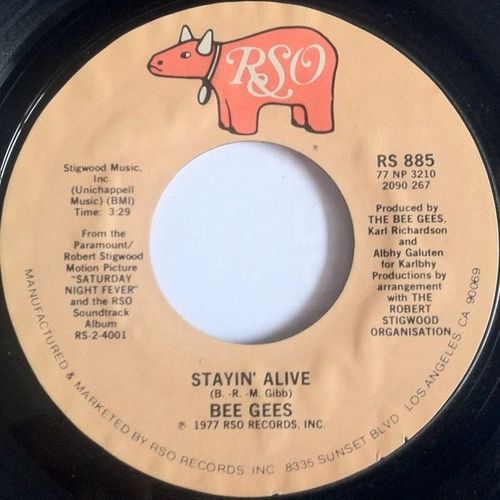 RSO
Stigwood Music,
Inc.
(Unichappell
Music) (BMI)
Time: 3:29
From the
Paramount/
Robert Stigwood
Motion Picture
"SATURDAY
NIGHT FEVER"
and the RSO
Soundtrack
Album
RS-2-4001
RS 885
77 NP 3210
2090 267
Produced by
THE BEE GEES,
Karl Richardson
and
Albhy Galuten
for Karlbhy
Productions by
arrangement
with THE
ROBERT
STIGWOOD
ORGANISATION.
STAYIN' ALIVE
(B. -R. -M. Gibb)
BEE GEES
℗ 1977 RSO RECORDS, INC.
MANUFACTURED & MARKETED BY RSO RECORDS, INC 8335 SUNSET BLVD LOS ANGELES, CA 90069